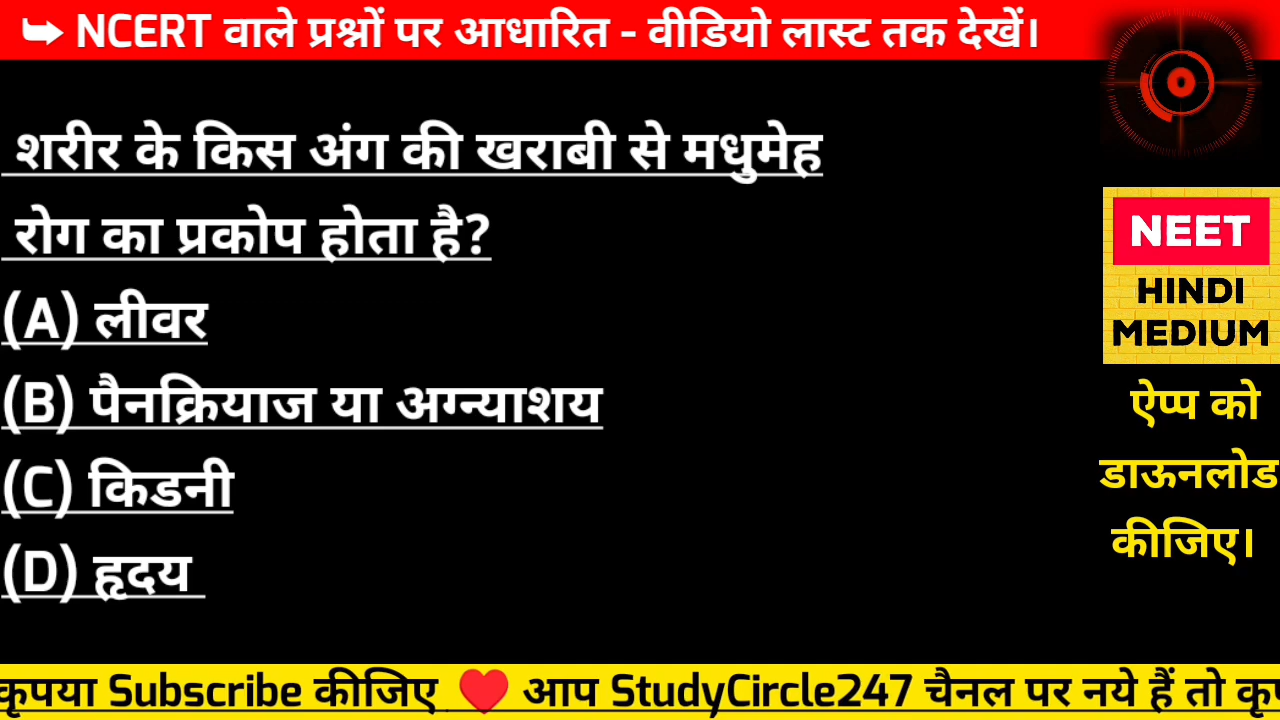 ➥ NCERT वाले प्रश्नों पर आधारित - वीडियो लास्ट तक देखें।
शरीर के किस अंग की खराबी से मधुमेह
रोग का प्रकोप होता है?
(A) लीवर
(B) पैनक्रियाज या अग्न्याशय
(C) किडनी
(D) हृदय
NEET
HINDI
MEDIUM
ऐप्प को
डाऊनलोड
कीजिए।
कृपया Subscribe कीजिए ❤️ आप StudyCircle247 चैनल पर नये हैं तो